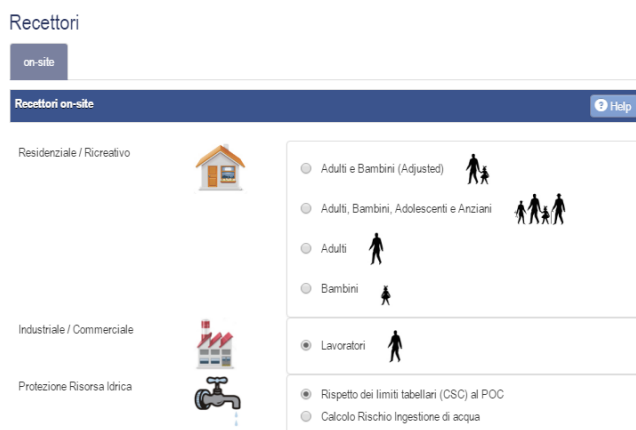 Recettori
on-site
Recettori on-site
? Help
Residenziale / Ricreativo
Adulti e Bambini (Adjusted)
Adulti, Bambini, Adolescenti e Anziani
Adulti
Bambini
Industriale / Commerciale
Lavoratori
Protezione Risorsa Idrica
Rispetto dei limiti tabellari (CSC) al POC
Calcolo Rischio Ingestione di acqua